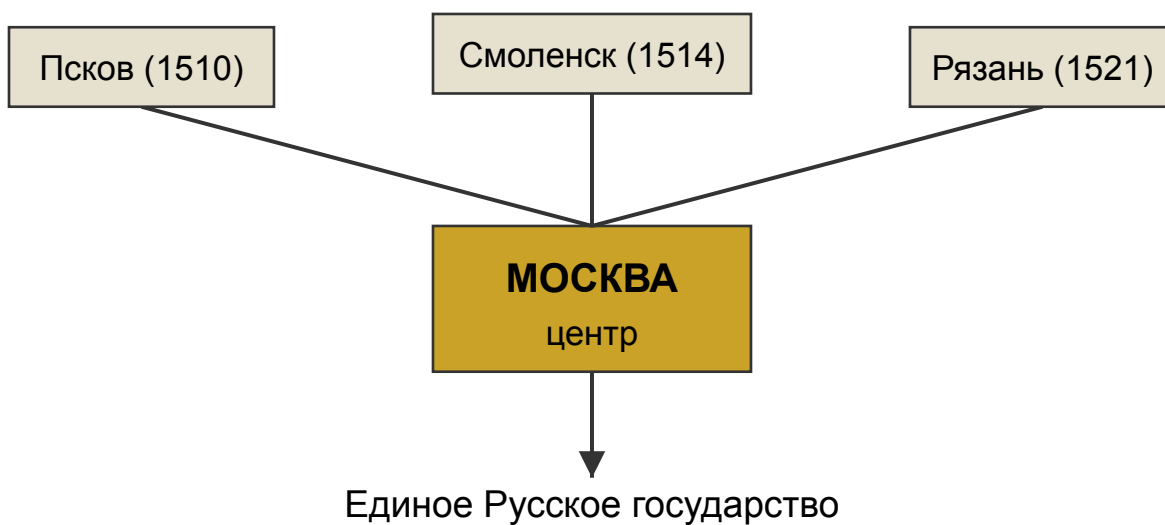 Псков (1510)
Смоленск (1514)
Рязань (1521)
МОСКВА
центр
Единое Русское государство